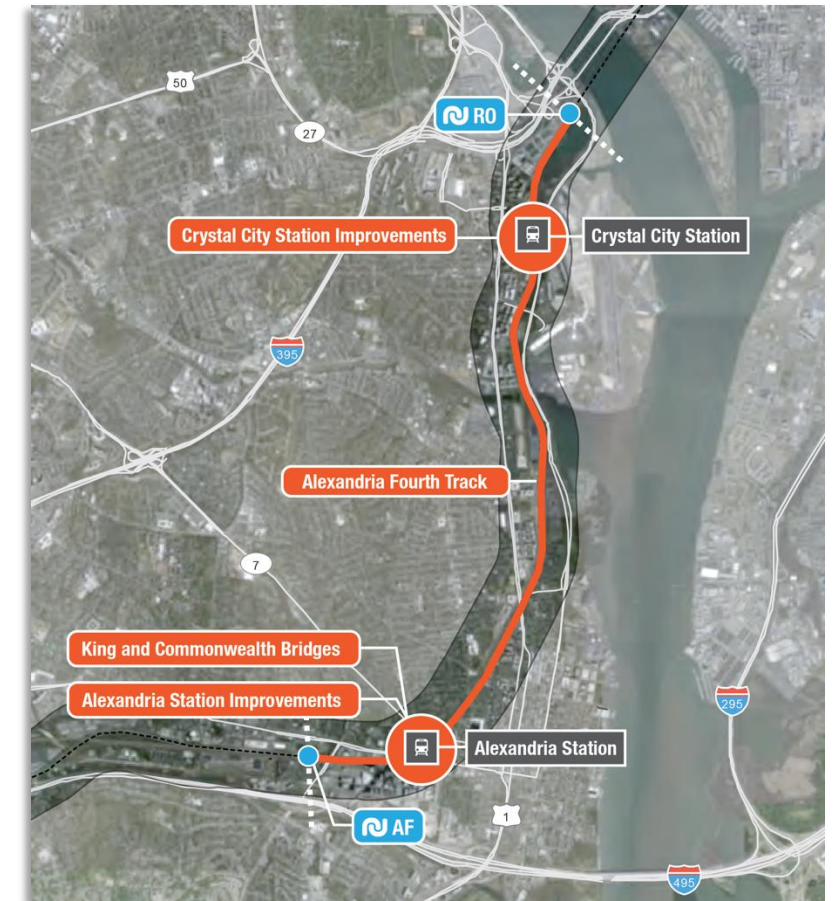 50
RO
27
Crystal City Station Improvements
Crystal City Station
395
Alexandria Fourth Track
7
King and Commonwealth Bridges
Alexandria Station Improvements
295
Alexandria Station
1
AF
495